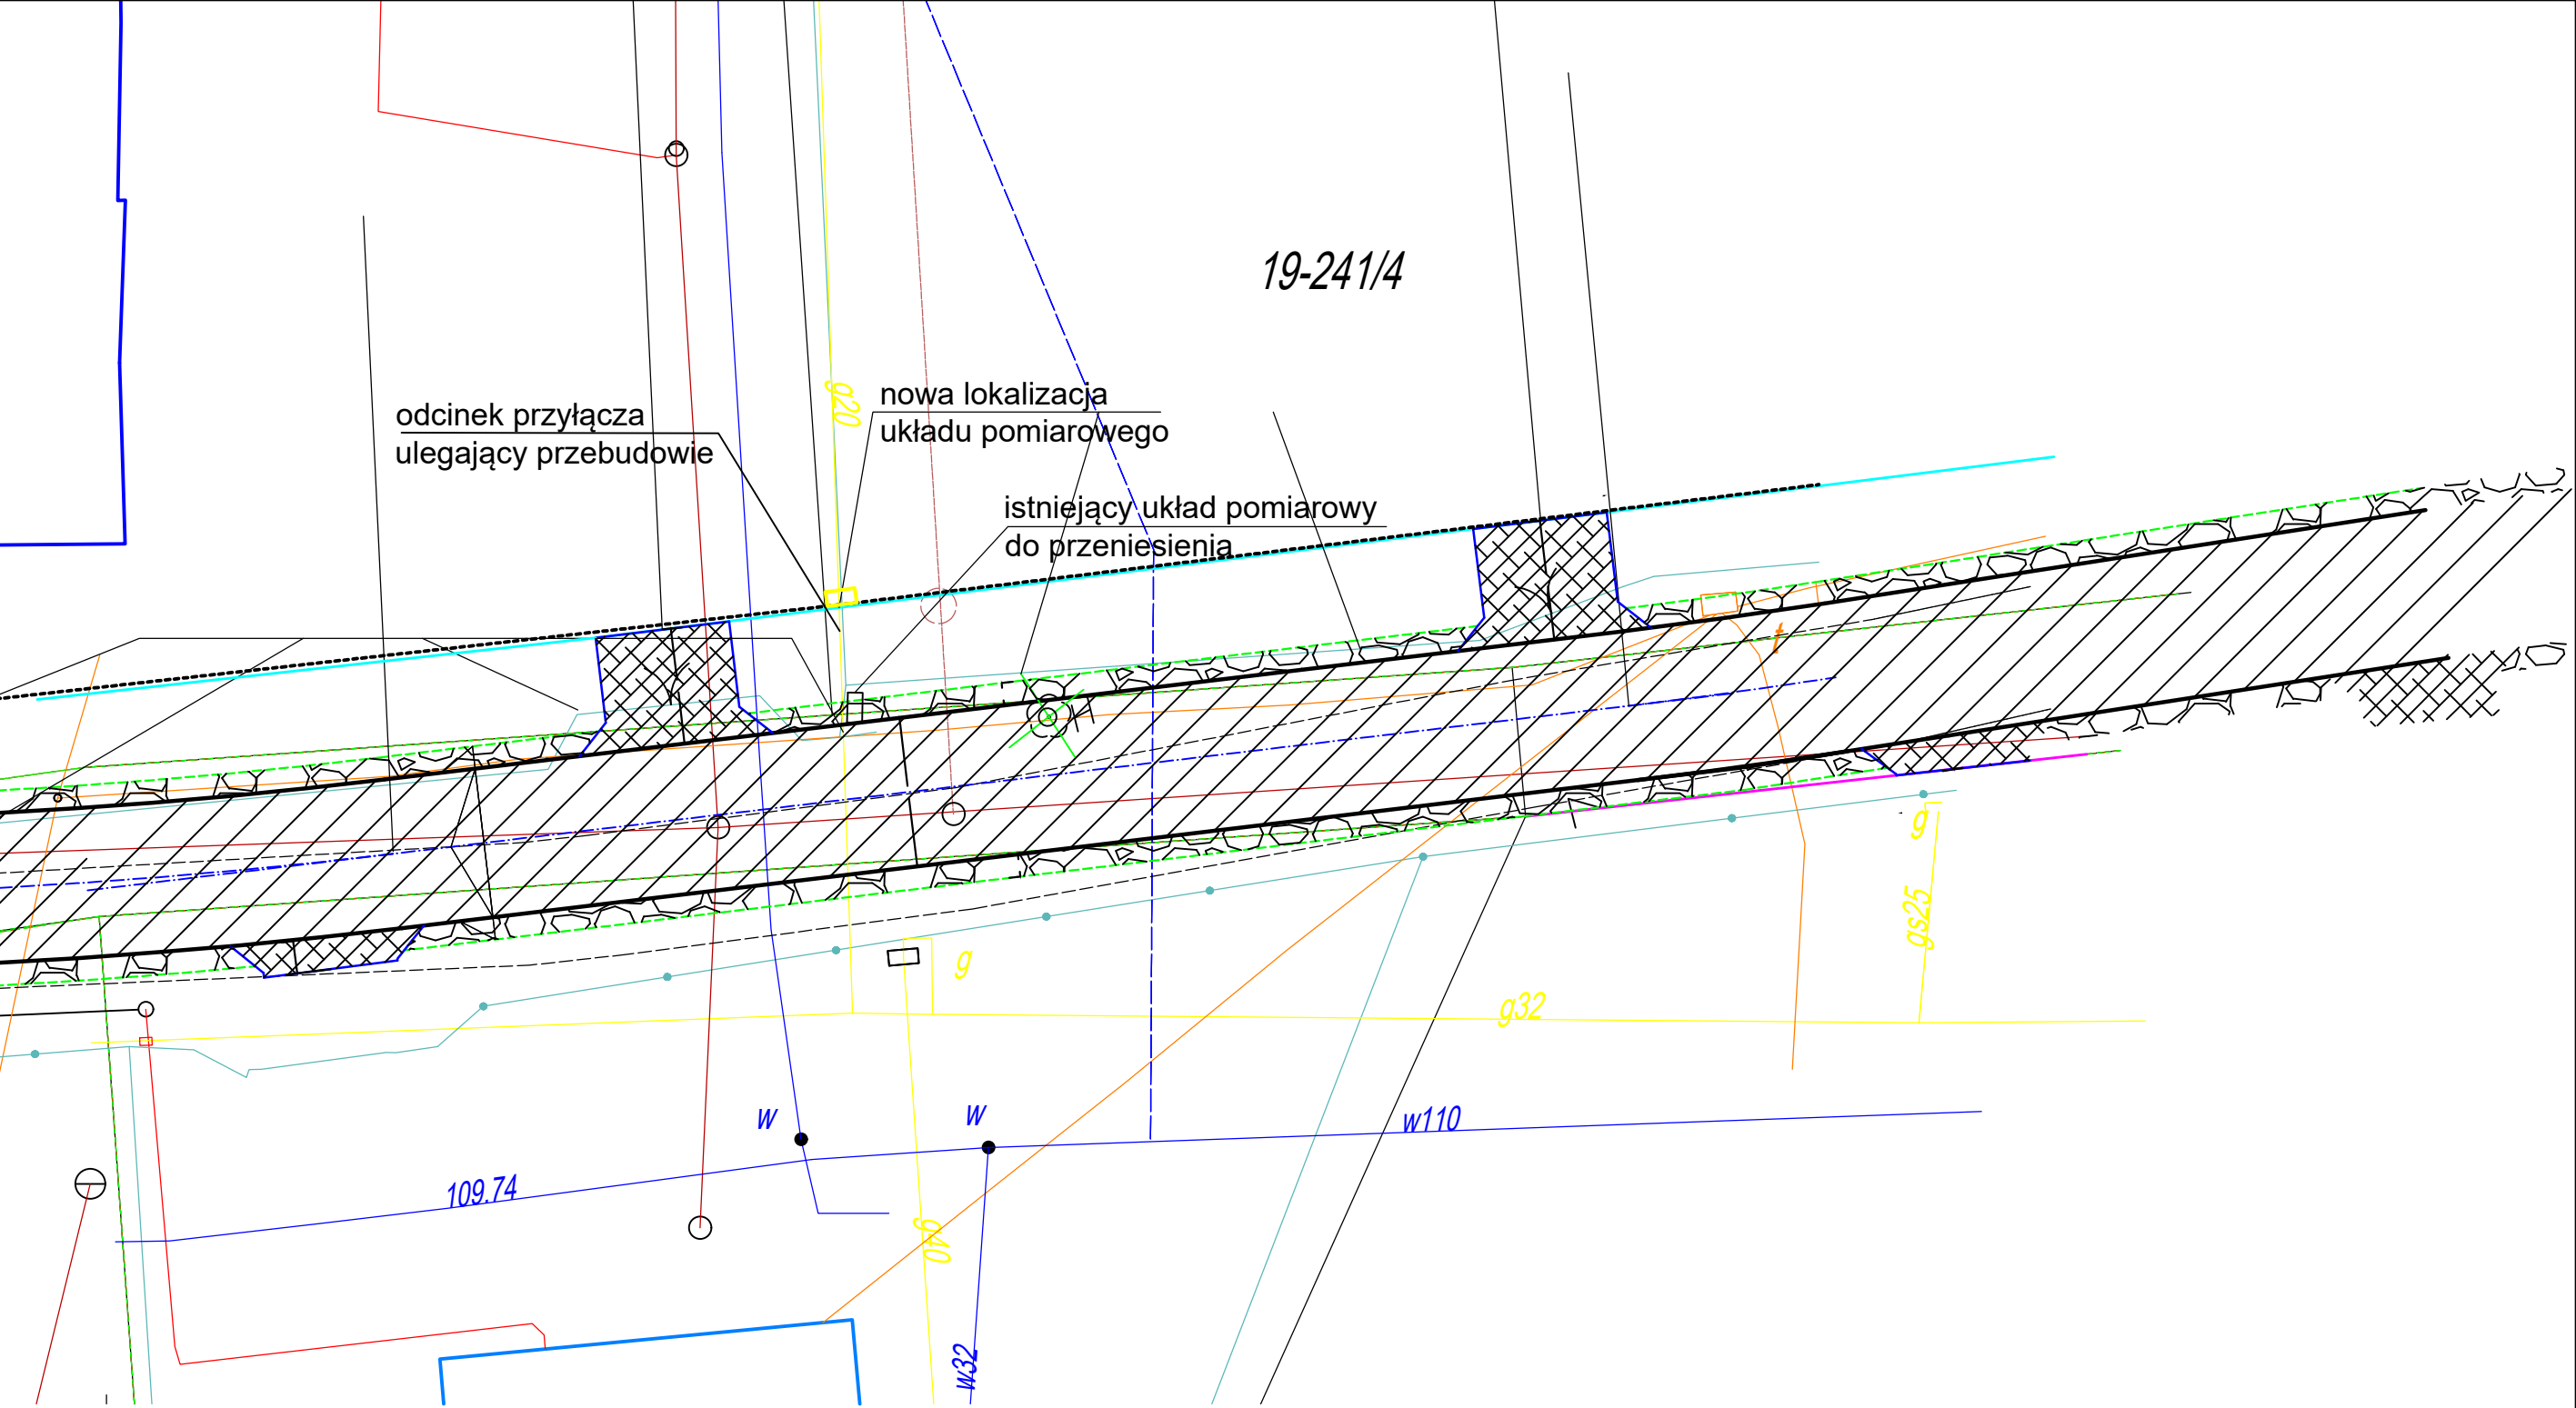 19-241/4
g20
nowa lokalizacja
układu pomiarowego
odcinek przyłącza
ulegający przebudowie
istniejący układ pomiarowy
do przeniesienia
t
g
gs25
g
g32
w
w
w110
109.74
g40
w32